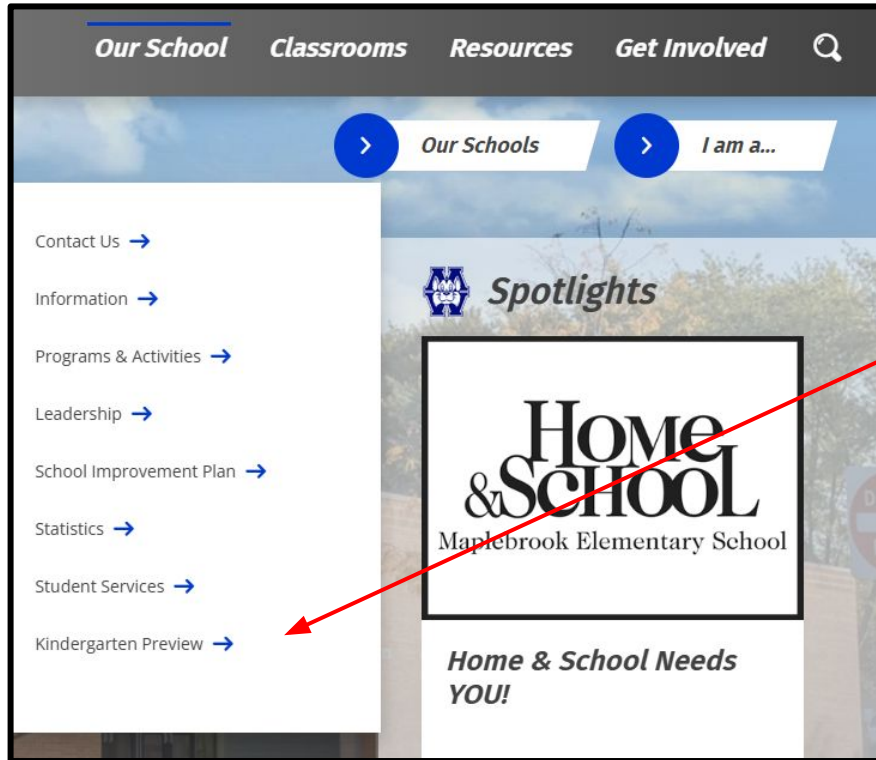 Our School Classrooms Resources Get Involved
Our Schools I am a...
Contact Us
Information
Programs & Activities
Leadership
School Improvement Plan
Statistics
Student Services
Kindergarten Preview
Spotlights
HOME
&SCHOOL
Maplebrook Elementary School
Home & School Needs
YOU!